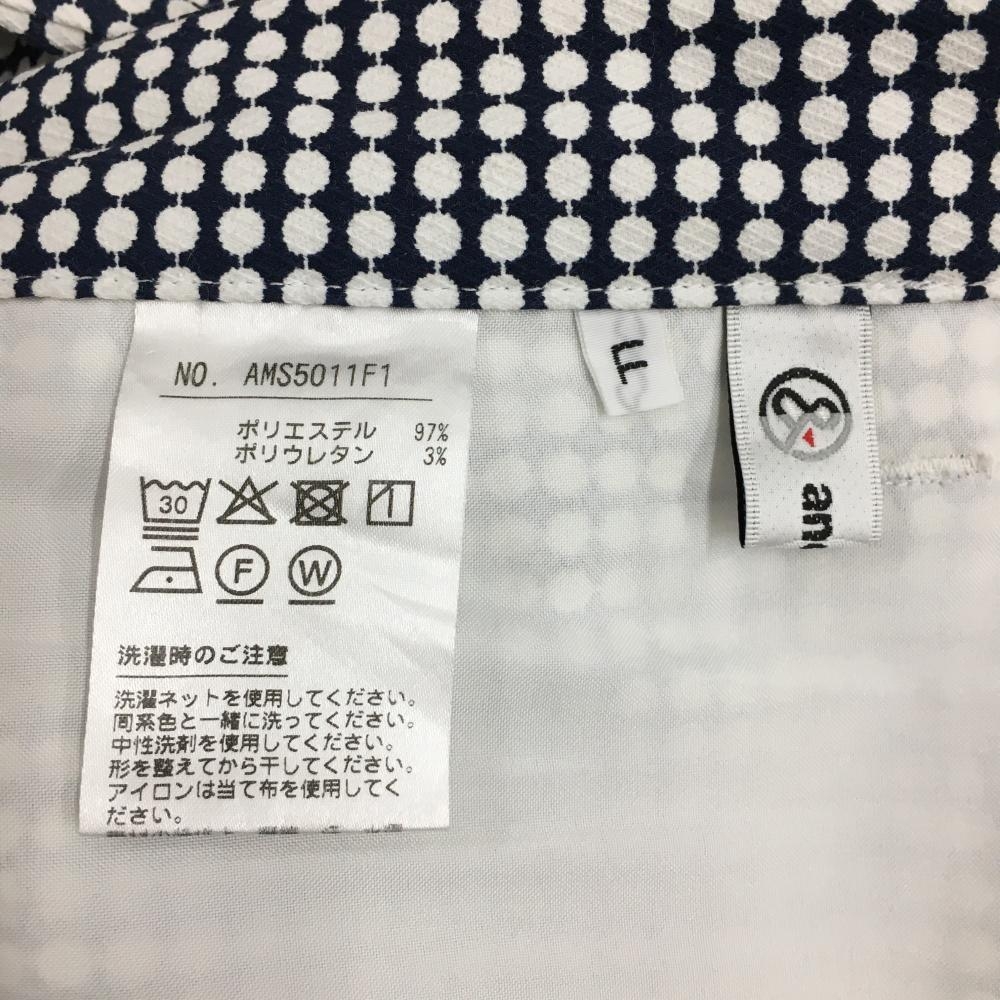 NO. AMS5011F1
ポリエステル 97%
ポリウレタン 3%
30
F
W
洗濯時のご注意
洗濯ネットを使用してください。
同系色と一緒に洗ってください。
中性洗剤を使用してください。
形を整えてから干してください。
アイロンは当て布を使用してく
ださい。